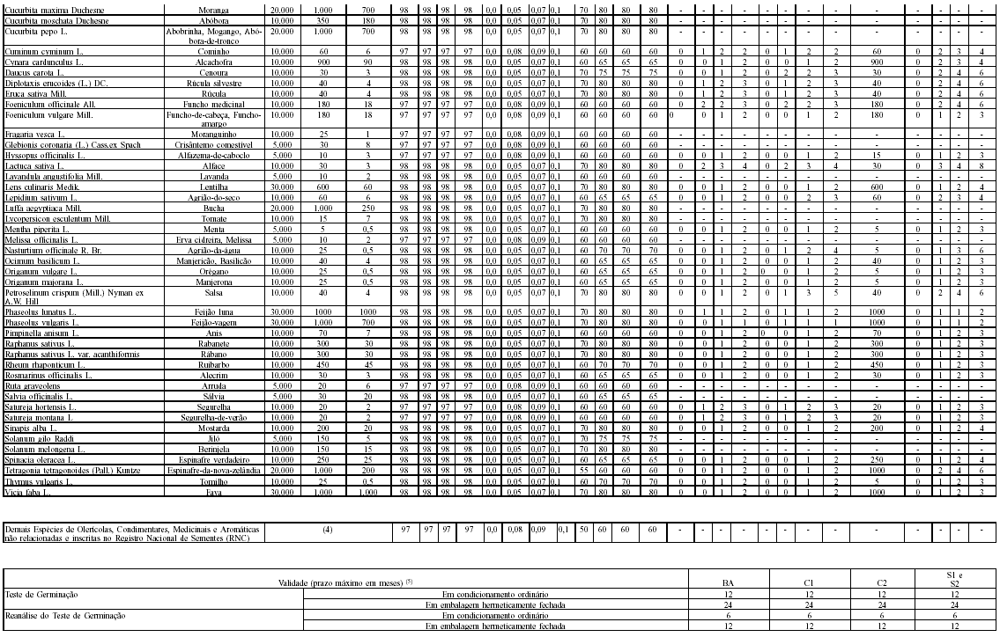 Cucurbita maxima Duchesne Moranga 20.000 1.000 700 98 98 98 98 0,0 0,05 0,07 0,1 70 80 80 80 - - - - - - - - - - - - -
Cucurbita moschata Duchesne Abóbora 10.000 350 180 98 98 98 98 0,0 0,05 0,07 0,1 70 80 80 80 - - - - - - - - - - - - -
Cucurbita pepo L. Abobrinha, Mogango, Abó- 20.000 1.000 700 98 98 98 98 0,0 0,05 0,07 0,1 70 80 80 80 - - - - - - - - - - - - -
bora-de-tronco
Cuminum cyminum L. Cominho 10.000 60 6 97 97 97 97 0,0 0,08 0,09 0,1 60 60 60 60 0 1 2 2 0 1 2 2 60 0 2 3 4
Cynara cardunculus L. Alcachofra 10.000 900 90 98 98 98 98 0,0 0,05 0,07 0,1 60 65 65 65 0 0 1 2 0 0 1 2 900 0 2 3 4
Daucus carota L. Cenoura 10.000 30 3 98 98 98 98 0,0 0,05 0,07 0,1 70 75 75 75 0 1 2 2 0 2 2 3 30 0 2 4 6
Diplotaxis erucoides (L.) DC. Rúcula silvestre 10.000 40 4 98 98 98 98 0,0 0,05 0,07 0,1 70 80 80 80 0 1 2 3 0 1 2 3 40 0 2 4 6
Eruca sativa Mill. Rúcula 10.000 40 4 98 98 98 98 0,0 0,05 0,07 0,1 70 80 80 80 0 1 2 3 0 1 2 3 40 0 2 4 6
Foeniculum officinale All. Funcho medicinal 10.000 180 18 97 97 97 97 0,0 0,08 0,09 0,1 60 60 60 60 0 2 2 3 0 2 2 3 180 0 2 4 6
Foeniculum vulgare Mill. Funcho-de-cabeça, Funcho- 10.000 180 18 97 97 97 97 0,0 0,08 0,09 0,1 60 60 60 60 0 0 1 2 0 0 1 2 180 0 1 2 3
amargo
Fragaria vesca L. Moranguinho 10.000 25 1 97 97 97 97 0,0 0,08 0,09 0,1 60 60 60 60 - - - - - - - - - - - - -
Glebionis coronaria (L.) Cass.ex Spach Crisântemo comestível 5.000 30 8 97 97 97 97 0,0 0,08 0,09 0,1 60 60 60 60 - - - - - - - - - - - - -
Hyssopus officinalis L. Alfazema-de-caboclo 5.000 10 3 97 97 97 97 0,0 0,08 0,09 0,1 60 60 60 60 0 0 1 2 0 0 1 2 15 0 1 2 3
Lactuca sativa L. Alface 10.000 30 3 98 98 98 98 0,0 0,05 0,07 0,1 70 80 80 80 0 2 3 4 0 2 3 4 30 0 3 4 8
Lavandula angustifolia Mill. Lavanda 5.000 10 2 98 98 98 98 0,0 0,05 0,07 0,1 60 60 60 60 - - - - - - - - - - - - -
Lens culinaris Medik. Lentilha 30.000 600 60 98 98 98 98 0,0 0,05 0,07 0,1 70 80 80 80 0 0 1 2 0 0 1 2 600 0 1 2 4
Lepidium sativum L. Agrião-do-seco 10.000 60 6 98 98 98 98 0,0 0,05 0,07 0,1 60 65 65 65 0 0 1 2 0 0 2 3 60 0 2 3 4
Luffa aegyptiaca Mill. Bucha 20.000 1.000 250 98 98 98 98 0,0 0,05 0,07 0,1 70 80 80 80 - - - - - - - - - - - - -
Lycopersicon esculentum Mill. Tomate 10.000 15 7 98 98 98 98 0,0 0,05 0,07 0,1 70 80 80 80 - - - - - - - - - - - - -
Mentha piperita L. Menta 5.000 5 0,5 98 98 98 98 0,0 0,05 0,07 0,1 60 60 60 60 0 0 1 2 0 0 1 2 5 0 1 2 3
Melissa officinalis L. Erva cidreira, Melissa 5.000 10 2 97 97 97 97 0,0 0,08 0,09 0,1 60 60 60 60 - - - - - - - - - - - - -
Nasturtium officinale R. Br. Agrião-da-água 10.000 25 0,5 98 98 98 98 0,0 0,05 0,07 0,1 60 70 70 70 0 0 1 2 0 1 2 4 5 0 1 3 6
Ocimum basilicum L. Manjericão, Basilicão 10.000 40 4 98 98 98 98 0,0 0,05 0,07 0,1 60 65 65 65 0 0 1 2 0 0 1 2 40 0 1 2 3
Origanum vulgare L. Orégano 10.000 25 0,5 98 98 98 98 0,0 0,05 0,07 0,1 60 65 65 65 0 0 1 2 0 0 1 2 5 0 1 2 3
Origanum majorana L. Manjerona 10.000 25 0,5 98 98 98 98 0,0 0,05 0,07 0,1 60 65 65 65 0 0 1 2 0 0 1 2 5 0 1 2 3
Petroselinum crispum (Mill.) Nyman ex Salsa 10.000 40 4 98 98 98 98 0,0 0,05 0,07 0,1 70 80 80 80 0 0 1 2 0 1 3 5 40 0 2 4 6
A.W. Hill
Phaseolus lunatus L. Feijão luna 30.000 1000 1000 98 98 98 98 0,0 0,05 0,07 0,1 70 80 80 80 0 1 1 2 0 1 1 2 1000 0 1 1 2
Phaseolus vulgaris L. Feijão-vagem 30.000 1.000 700 98 98 98 98 0,0 0,05 0,07 0,1 70 80 80 80 0 0 1 1 0 1 1 1 1000 0 1 1 2
Pimpinella anisum L. Anis 10.000 70 7 98 98 98 98 0,0 0,05 0,07 0,1 60 60 60 60 0 0 1 2 0 0 1 2 70 0 1 2 3
Raphanus sativus L. Rabanete 10.000 300 30 98 98 98 98 0,0 0,05 0,07 0,1 70 80 80 80 0 0 1 2 0 0 1 2 300 0 1 2 3
Raphanus sativus L. var. acanthiformis Rábano 10.000 300 30 98 98 98 98 0,0 0,05 0,07 0,1 70 80 80 80 0 0 1 2 0 0 1 2 300 0 1 2 3
Rheum rhaponticum L. Ruibarbo 10.000 450 45 98 98 98 98 0,0 0,05 0,07 0,1 60 70 70 70 0 0 1 2 0 0 1 2 450 0 1 2 3
Rosmarinus officinalis L. Alecrim 10.000 30 3 98 98 98 98 0,0 0,05 0,07 0,1 60 65 65 65 0 0 1 2 0 0 1 2 30 0 1 2 3
Ruta graveolens Arruda 5.000 20 6 97 97 97 97 0,0 0,08 0,09 0,1 60 60 60 60 - - - - - - - - - - - - -
Salvia officinalis L. Sálvia 5.000 30 20 98 98 98 98 0,0 0,05 0,07 0,1 60 65 65 65 - - - - - - - - - - - - -
Satureja hortensis L. Segurelha 10.000 20 2 97 97 97 97 0,0 0,08 0,09 0,1 60 60 60 60 0 1 2 3 0 1 2 3 20 0 1 2 3
Satureja montana L Segurelha-de-verão 10.000 20 2 97 97 97 97 0,0 0,08 0,09 0,1 60 60 60 60 0 1 2 3 0 1 2 3 20 0 1 2 3
Sinapis alba L. Mostarda 10.000 200 20 98 98 98 98 0,0 0,05 0,07 0,1 70 80 80 80 0 0 1 2 0 0 1 2 200 0 1 2 4
Solanum gilo Raddi Jiló 5.000 150 5 98 98 98 98 0,0 0,05 0,07 0,1 70 75 75 75 - - - - - - - - - - - - -
Solanum melongena L. Berinjela 10.000 150 15 98 98 98 98 0,0 0,05 0,07 0,1 70 80 80 80 - - - - - - - - - - - - -
Spinacia oleracea L. Espinafre verdadeiro 10.000 250 25 98 98 98 98 0,0 0,05 0,07 0,1 60 65 65 65 0 0 1 2 0 0 1 2 250 0 1 2 4
Tetragonia tetragonoides (Pall.) Kuntze Espinafre-da-nova-zelândia 20.000 1.000 200 98 98 98 98 0,0 0,05 0,07 0,1 55 60 60 60 0 0 1 2 0 0 1 2 1000 0 2 4 6
Thymus vulgaris L. Tomilho 10.000 25 0,5 98 98 98 98 0,0 0,05 0,07 0,1 60 70 70 70 0 0 1 2 0 0 1 2 5 0 1 2 3
Vicia faba L. Fava 30.000 1.000 1.000 98 98 98 98 0,0 0,05 0,07 0,1 70 80 80 80 0 0 1 2 0 0 1 2 1000 0 1 2 3
Demais Espécies de Olerícolas, Condimentares, Medicinais e Aromáticas (4) 97 97 97 97 0,0 0,08 0,09 0,1 50 60 60 60 - - - - - - - - - - - - -
não relacionadas e inscritas no Registro Nacional de Sementes (RNC)
Validade (prazo máximo em meses) (5) BA C1 C2 S1 e
S2
Teste de Germinação Em condicionamento ordinário 12 12 12 12
Em embalagem hermeticamente fechada 24 24 24 24
Reanálise do Teste de Germinação Em condicionamento ordinário 6 6 6 6
Em embalagem hermeticamente fechada 12 12 12 12